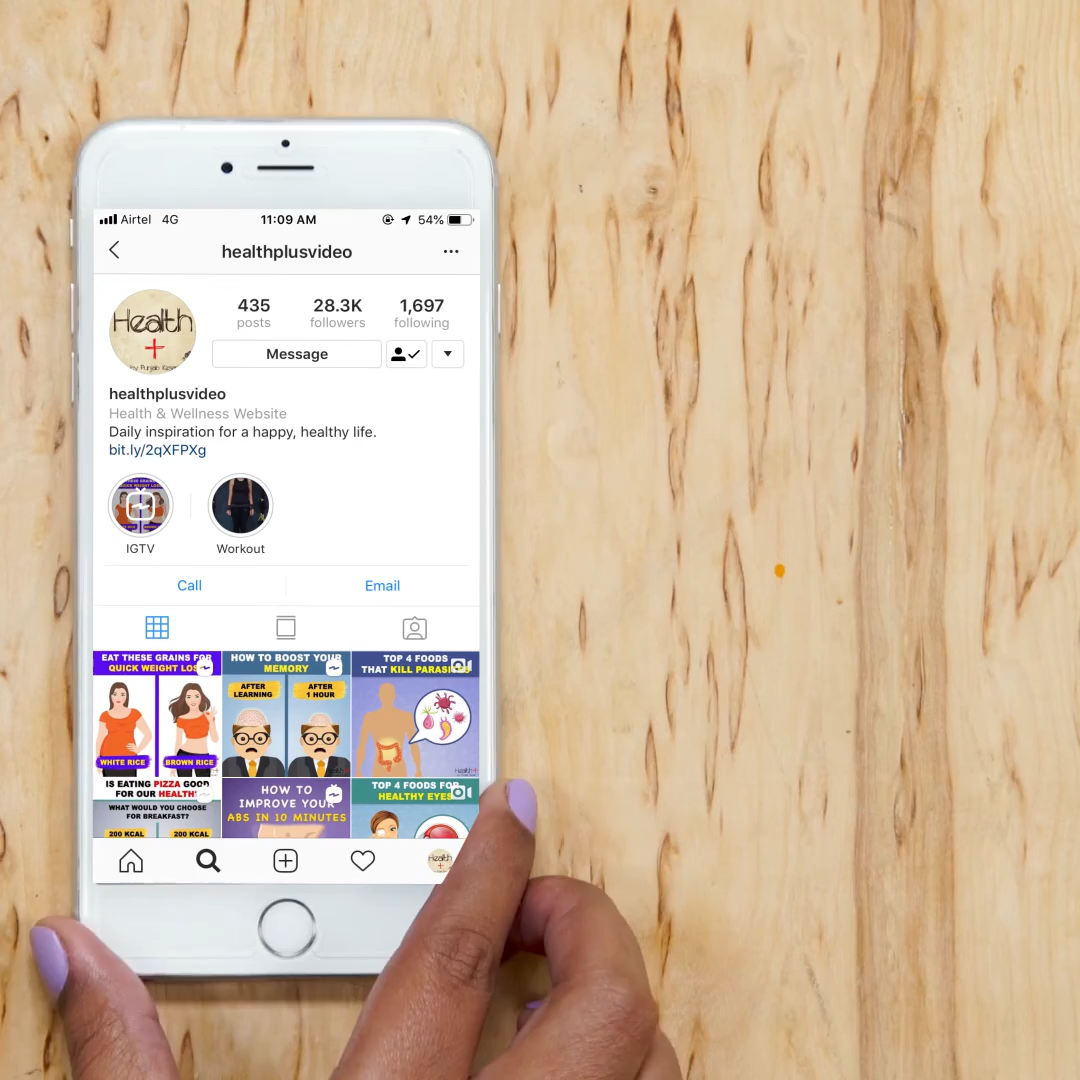 Airtel 4G 11:09 AM 54%
healthplusvideo
Health
435 28.3K 1,697
posts followers following
Message
healthplusvideo
Health & Wellness Website
Daily inspiration for a happy, healthy life.
bit.ly/2qXFPXg
IGTV Workout
Call Email
EAT THESE GRAINS FOR
QUICK WEIGHT LOSS
WHITE RICE BROWN RICE
HOW TO BOOST YOUR
MEMORY
AFTER LEARNING AFTER 1 HOUR
TOP 4 FOODS
THAT KILL PARASITES
IS EATING PIZZA GOOD
FOR OUR HEALTH?
WHAT WOULD YOU CHOOSE
FOR BREAKFAST?
200 KCAL 200 KCAL
HOW TO
IMPROVE YOUR
ABS IN 10 MINUTES
TOP 4 FOODS FOR
HEALTHY EYES
Health